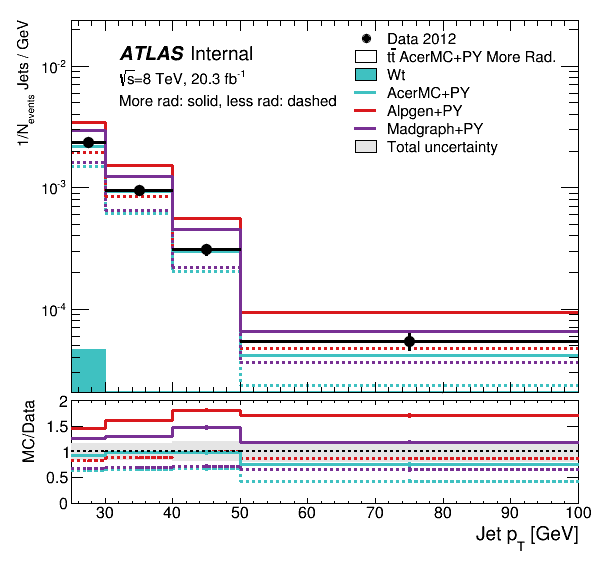 ATLAS Internal
√s=8 TeV, 20.3 fb⁻¹
More rad: solid, less rad: dashed
Data 2012
tt̄ AcerMC+PY More Rad.
Wt
AcerMC+PY
Alpgen+PY
Madgraph+PY
Total uncertainty
1/N_events Jets / GeV
10⁻²
10⁻³
10⁻⁴
MC/Data
2
1.5
1
0.5
0
30 40 50 60 70 80 90 100
Jet p_T [GeV]